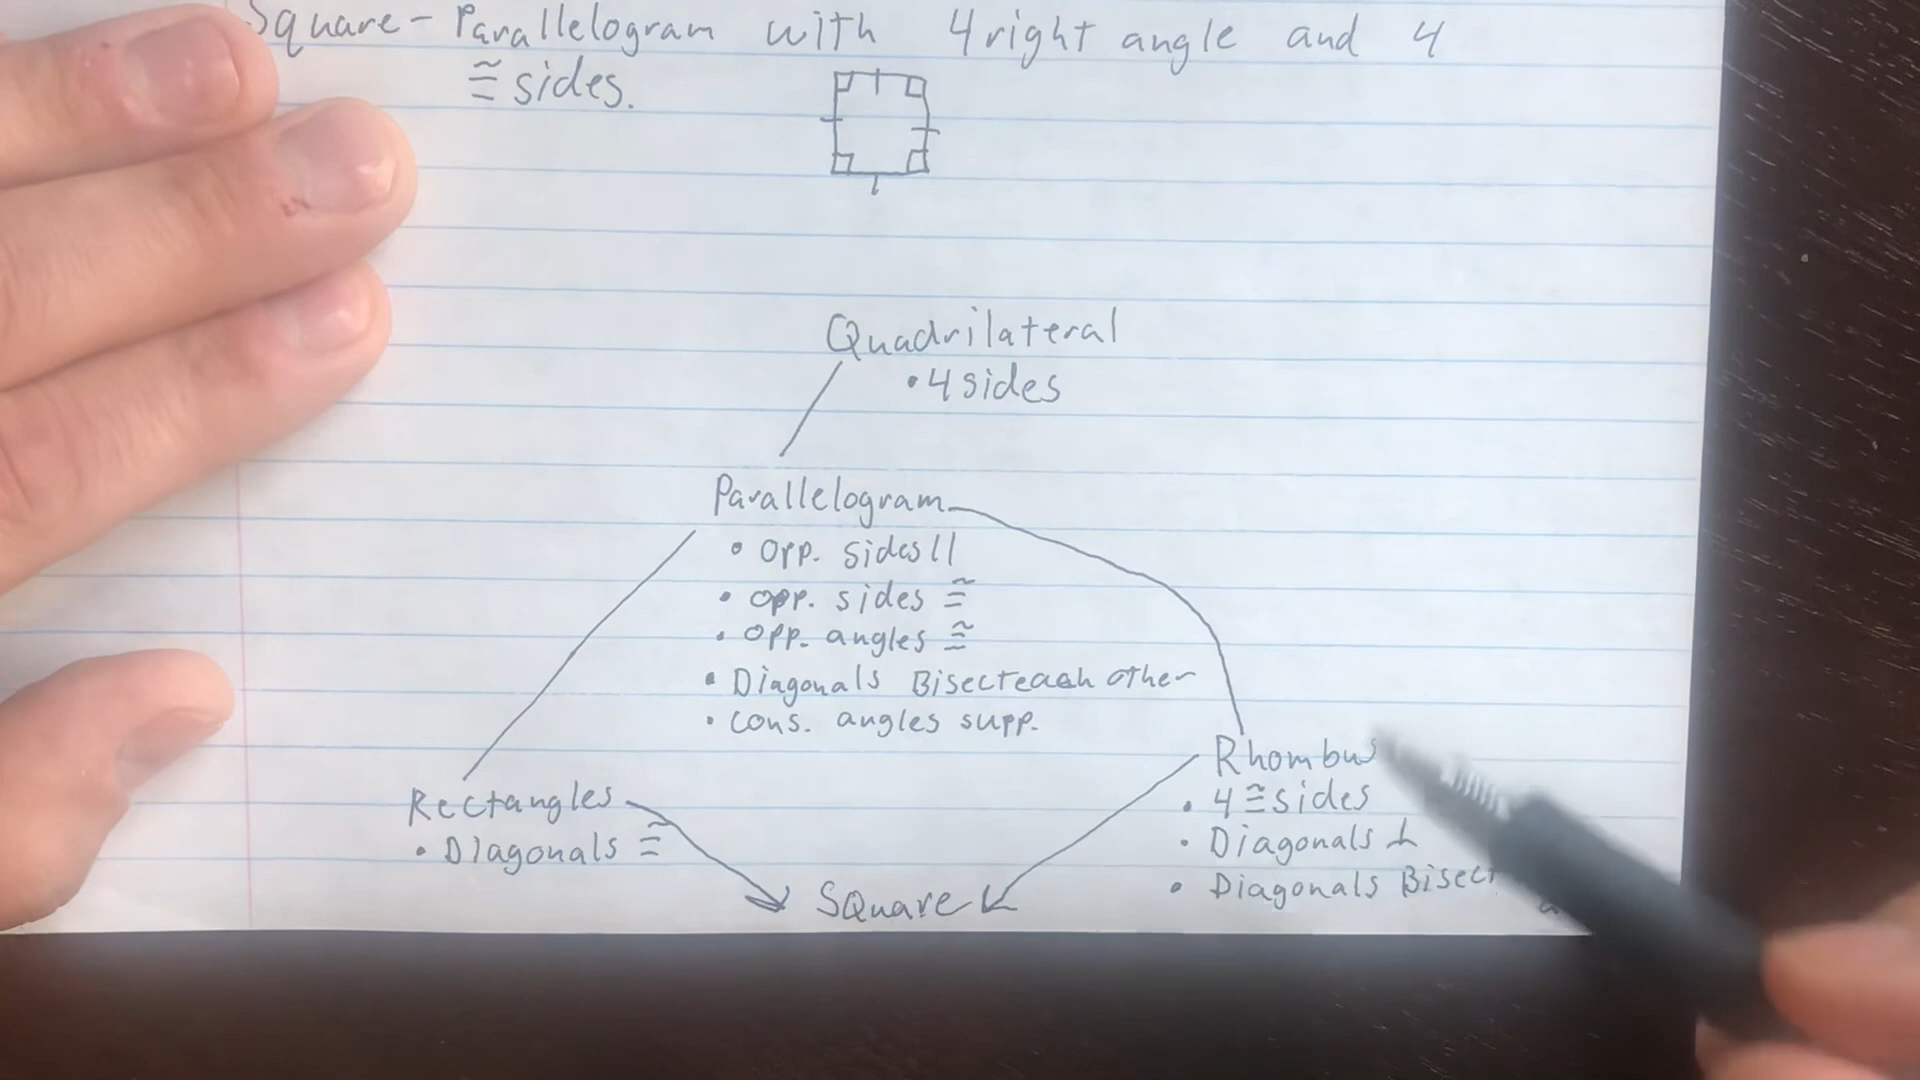 Square - Parallelogram with 4 right angle and 4
≅ sides.
Quadrilateral
• 4 sides
Parallelogram
• Opp. sides ||
• opp. sides ≅
• Opp. angles ≅
• Diagonals Bisect each other
• Cons. angles supp.
Rectangles
• Diagonals ≅
Rhombus
• 4 ≅ sides
• Diagonals ⊥
• Diagonals Bisect
Square